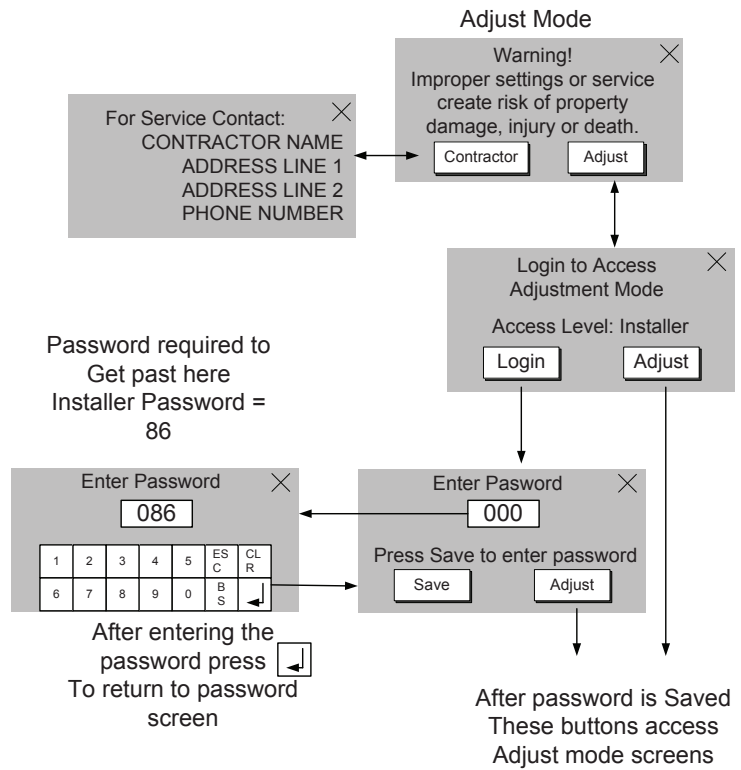 Adjust Mode
Warning!
Improper settings or service
create risk of property
damage, injury or death.
Contractor
Adjust
For Service Contact:
CONTRACTOR NAME
ADDRESS LINE 1
ADDRESS LINE 2
PHONE NUMBER
Login to Access
Adjustment Mode
Access Level: Installer
Login
Adjust
Password required to
Get past here
Installer Password =
86
Enter Password
086
1 2 3 4 5 ES C CL R
6 7 8 9 0 B S
After entering the
password press
To return to password
screen
Enter Pasword
000
Press Save to enter password
Save
Adjust
After password is Saved
These buttons access
Adjust mode screens